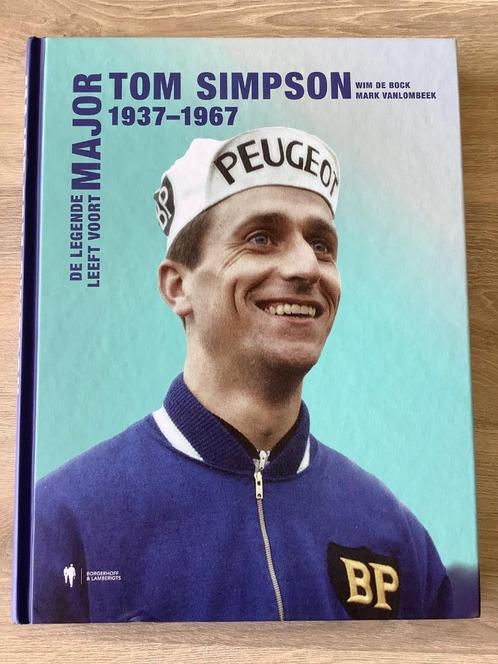 MAJOR
TOM SIMPSON
1937–1967
WIM DE BOCK
MARK VANLOMBEEK
DE LEGENDE
LEEFT VOORT
BP
PEUGEOT
BP
BORGERHOFF
& LAMBERIGTS